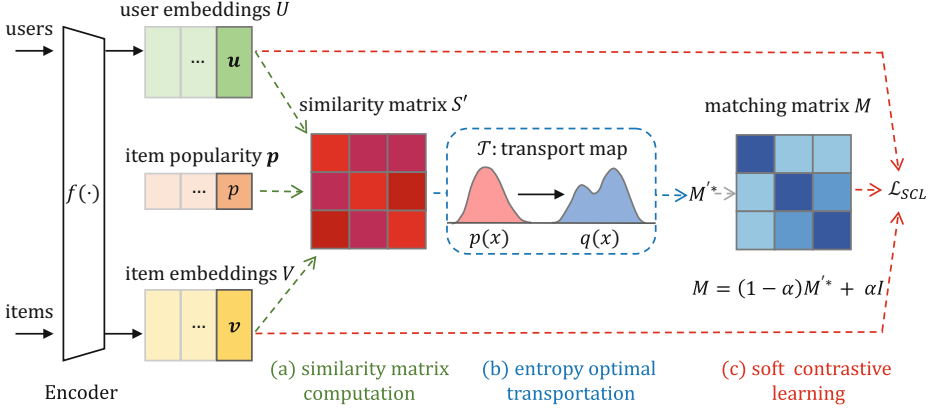 users
user embeddings U
... u
similarity matrix S′
matching matrix M
item popularity p
... p
f(·)
𝒯: transport map
p(x) q(x)
M′*
ℒSCL
item embeddings V
M = (1 − α)M′* + αI
items
... v
(a) similarity matrix
computation
(b) entropy optimal
transportation
(c) soft contrastive
learning
Encoder